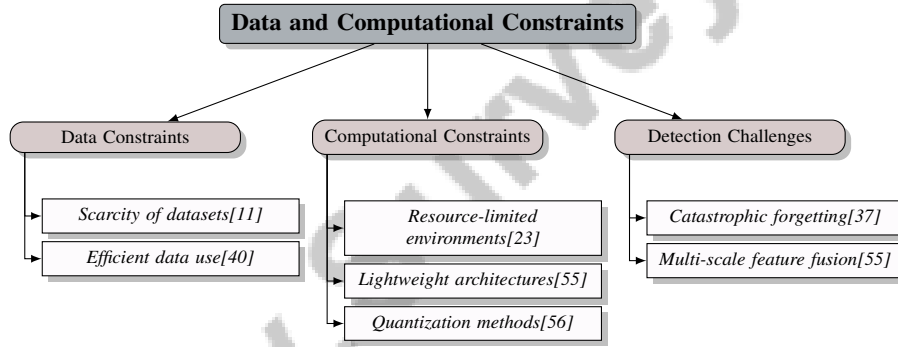 Data and Computational Constraints
Data Constraints
Computational Constraints
Detection Challenges
Scarcity of datasets[11]
Efficient data use[40]
Resource-limited
environments[23]
Lightweight architectures[55]
Quantization methods[56]
Catastrophic forgetting[37]
Multi-scale feature fusion[55]